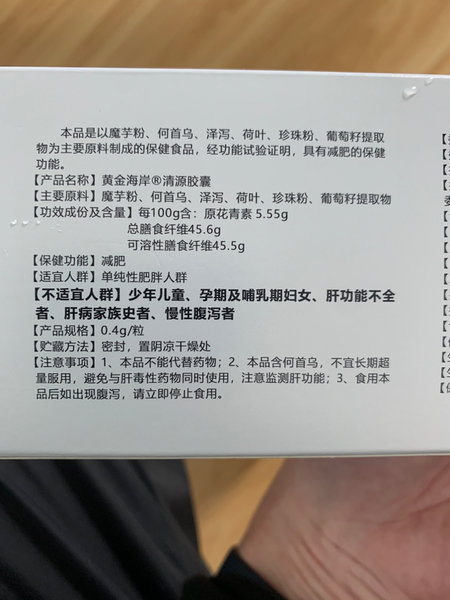 本品是以魔芋粉、何首乌、泽泻、荷叶、珍珠粉、葡萄籽提取
物为主要原料制成的保健食品，经功能试验证明，具有减肥的保健
功能。
【产品名称】黄金海岸®清源胶囊
【主要原料】魔芋粉、何首乌、泽泻、荷叶、珍珠粉、葡萄籽提取物
【功效成份及含量】每100g含：原花青素 5.55g
总膳食纤维45.6g
可溶性膳食纤维45.5g
【保健功能】减肥
【适宜人群】单纯性肥胖人群
【不适宜人群】少年儿童、孕期及哺乳期妇女、肝功能不全
者、肝病家族史者、慢性腹泻者
【产品规格】0.4g/粒
【贮藏方法】密封，置阴凉干燥处
【注意事项】1、本品不能代替药物；2、本品含何首乌，不宜长期超
量服用，避免与肝毒性药物同时使用，注意监测肝功能；3、食用本
品后如出现腹泻，请立即停止食用。